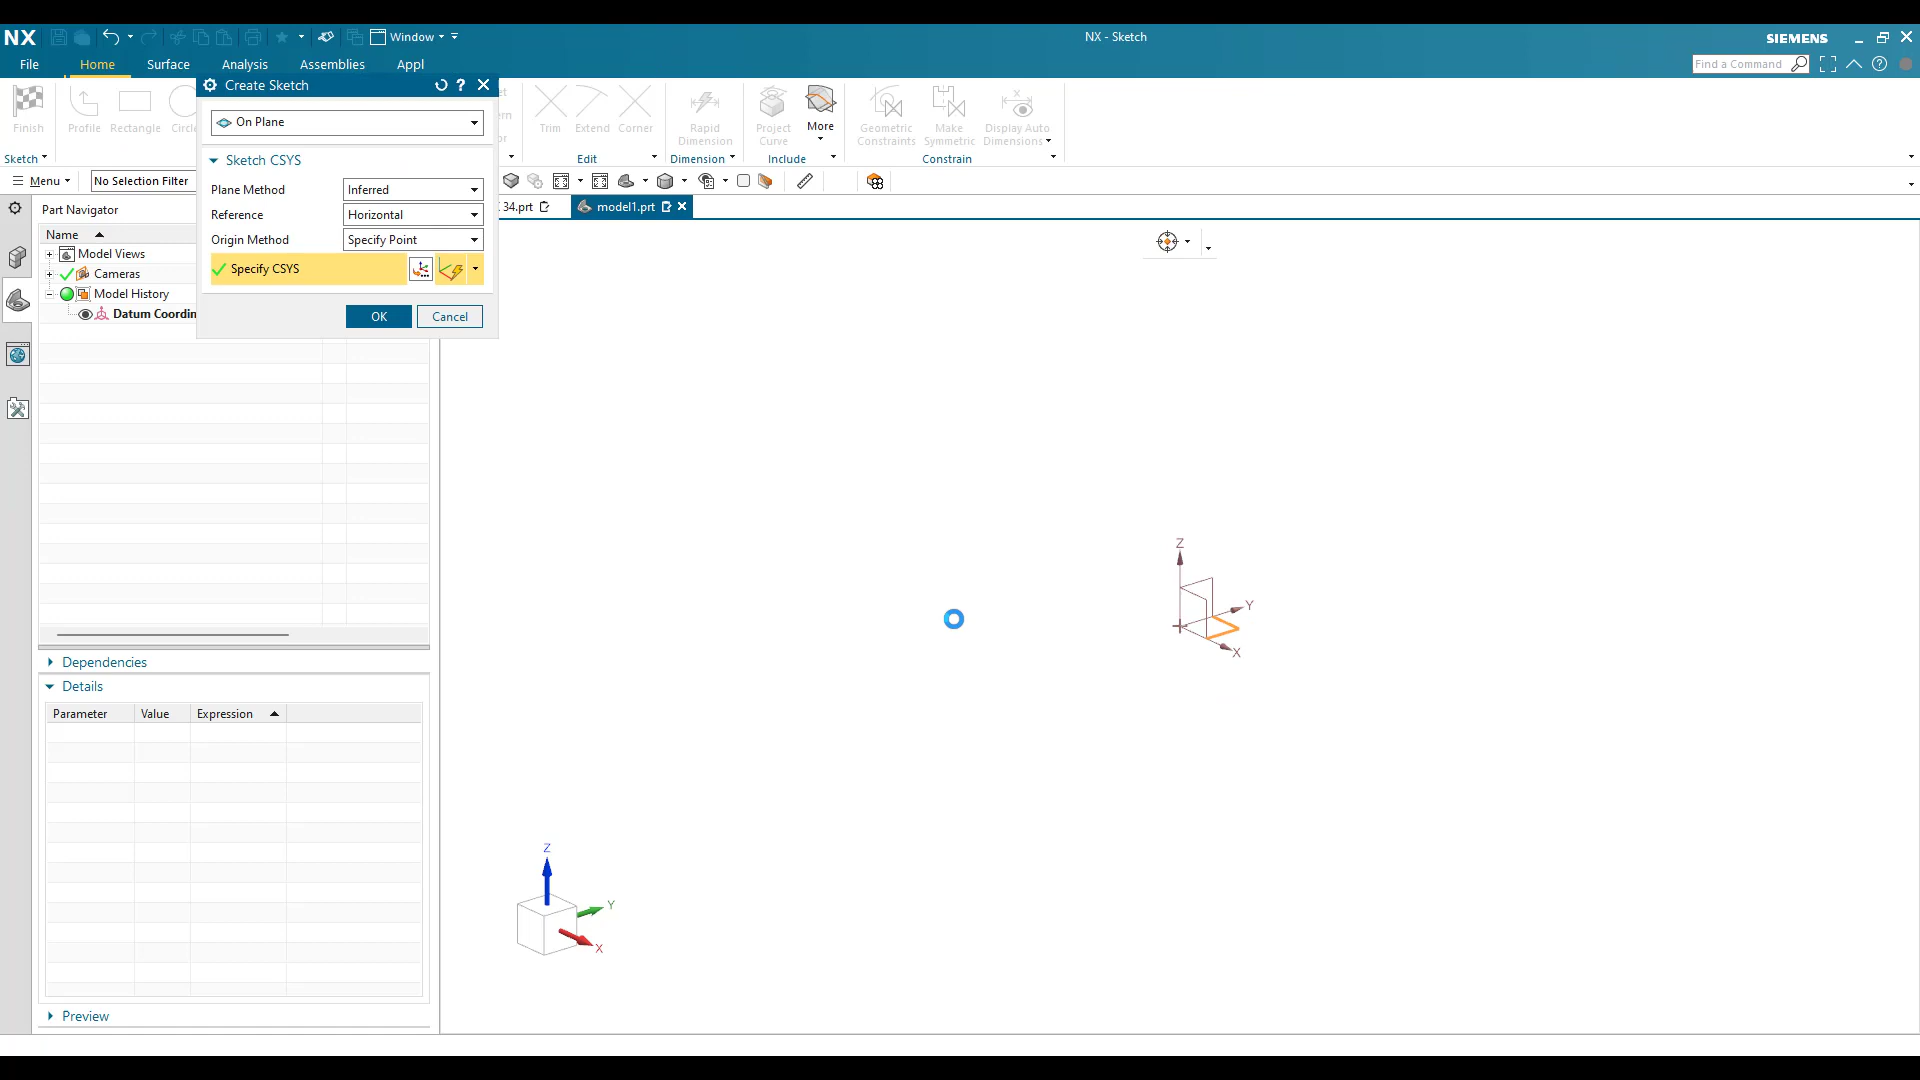 NX
Window
NX - Sketch
SIEMENS
File
Home
Surface
Analysis
Assemblies
Appl
Find a Command
Create Sketch
On Plane
Finish
Profile
Rectangle
Trim
Extend
Corner
Rapid
Dimension
Project
Curve
More
Geometric
Constraints
Make
Symmetric
Display Auto
Dimensions
Sketch
Edit
Dimension
Include
Constrain
Sketch CSYS
Menu
No Selection Filter
Plane Method
Inferred
Reference
Horizontal
Origin Method
Specify Point
Specify CSYS
OK
Cancel
34.prt
model1.prt
Part Navigator
Name
Model Views
Cameras
Model History
Datum Coordin
Z
Y
X
Dependencies
Details
Parameter
Value
Expression
Z
Y
X
Preview